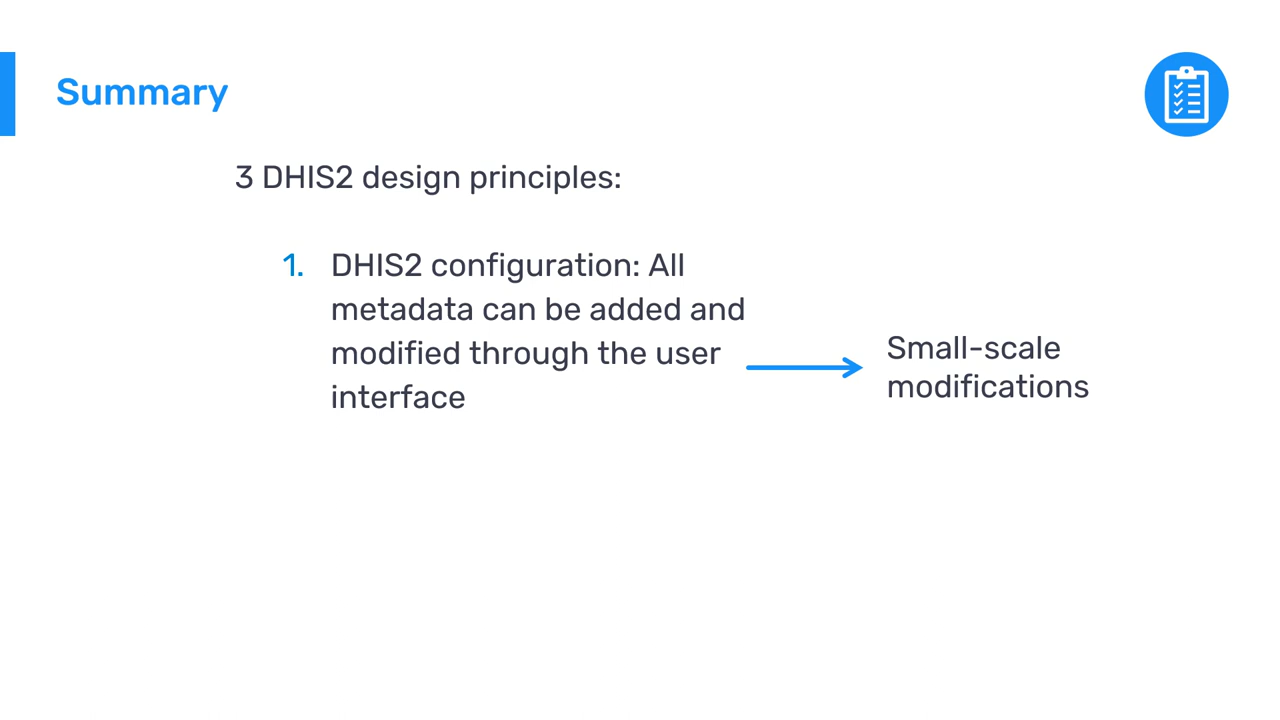 Summary
3 DHIS2 design principles:
1. DHIS2 configuration: All
metadata can be added and
modified through the user
interface
Small-scale
modifications